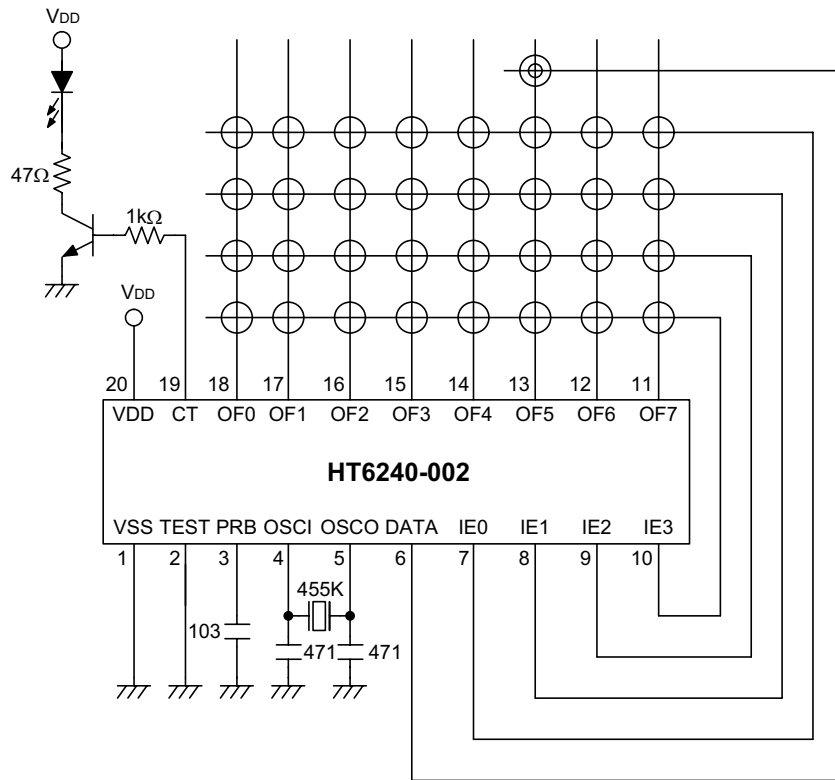 VDD
47Ω
1kΩ
VDD
20 19 18 17 16 15 14 13 12 11
VDD CT OF0 OF1 OF2 OF3 OF4 OF5 OF6 OF7
HT6240-002
VSS TEST PRB OSCI OSCO DATA IE0 IE1 IE2 IE3
1 2 3 4 5 6 7 8 9 10
455K
103
471 471